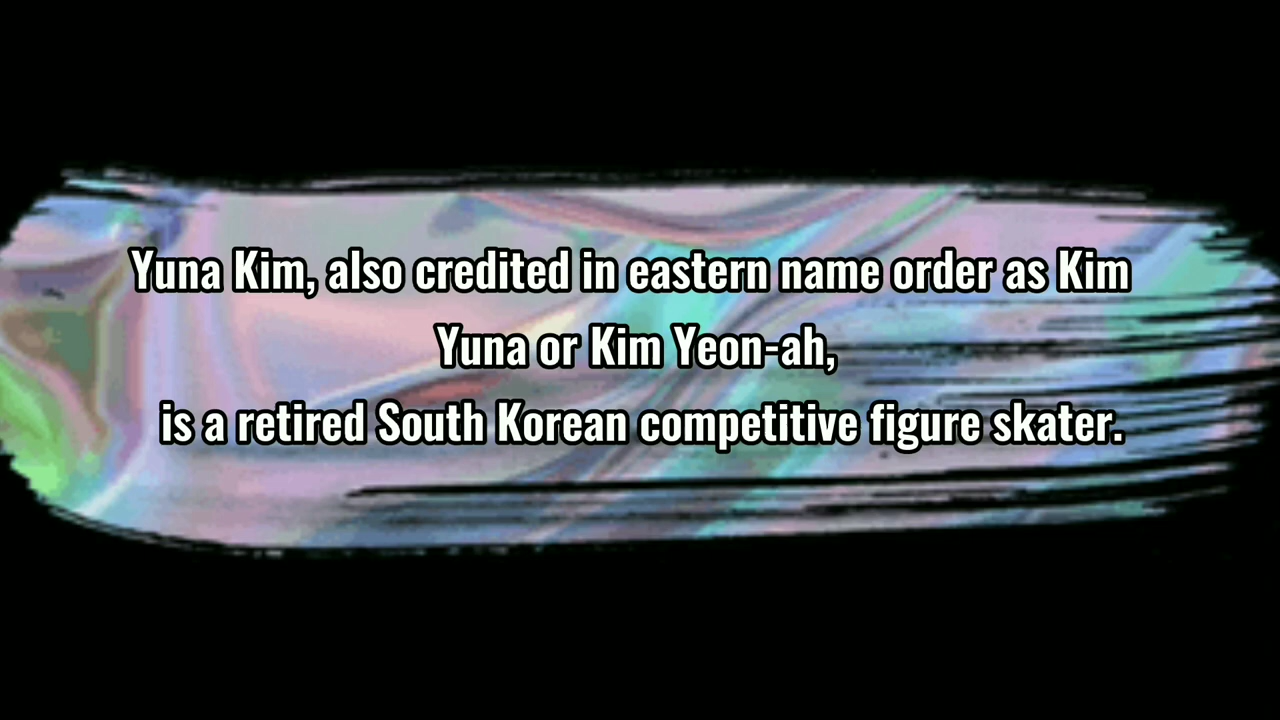 Yuna Kim, also credited in eastern name order as Kim
Yuna or Kim Yeon-ah,
is a retired South Korean competitive figure skater.